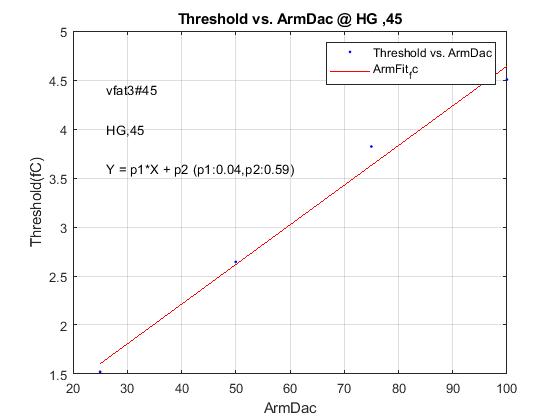 Threshold vs. ArmDac @ HG ,45
Threshold vs. ArmDac
ArmFitfc
vfat3#45
HG,45
Y = p1*X + p2 (p1:0.04,p2:0.59)
Threshold(fC)
5
4.5
4
3.5
3
2.5
2
1.5
20 30 40 50 60 70 80 90 100
ArmDac